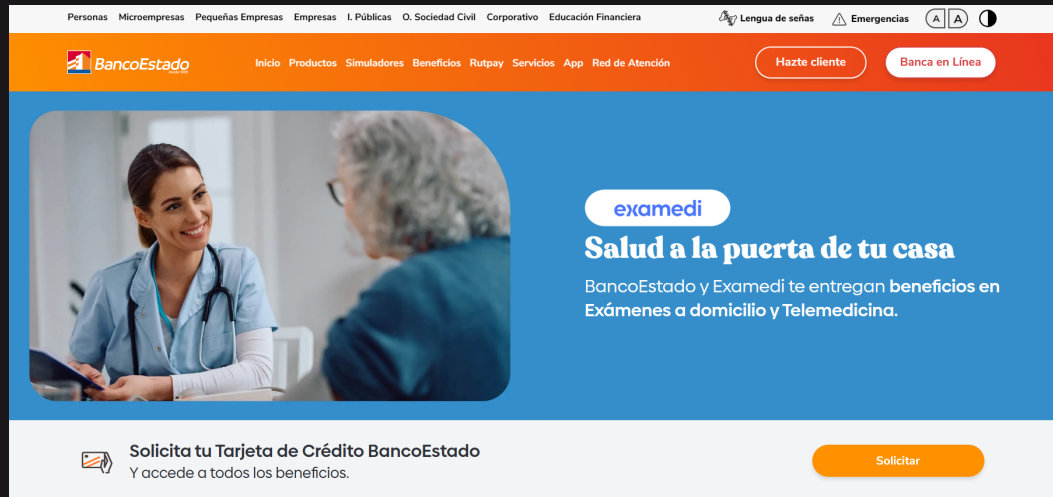 Personas Microempresas Pequeñas Empresas Empresas I. Públicas O. Sociedad Civil Corporativo Educación Financiera Lengua de señas Emergencias A A
BancoEstado Inicio Productos Simuladores Beneficios Rutpay Servicios App Red de Atención Hazte cliente Banca en Línea
examedi
Salud a la puerta de tu casa
BancoEstado y Examedi te entregan beneficios en
Exámenes a domicilio y Telemedicina.
Solicita tu Tarjeta de Crédito BancoEstado
Y accede a todos los beneficios.
Solicitar